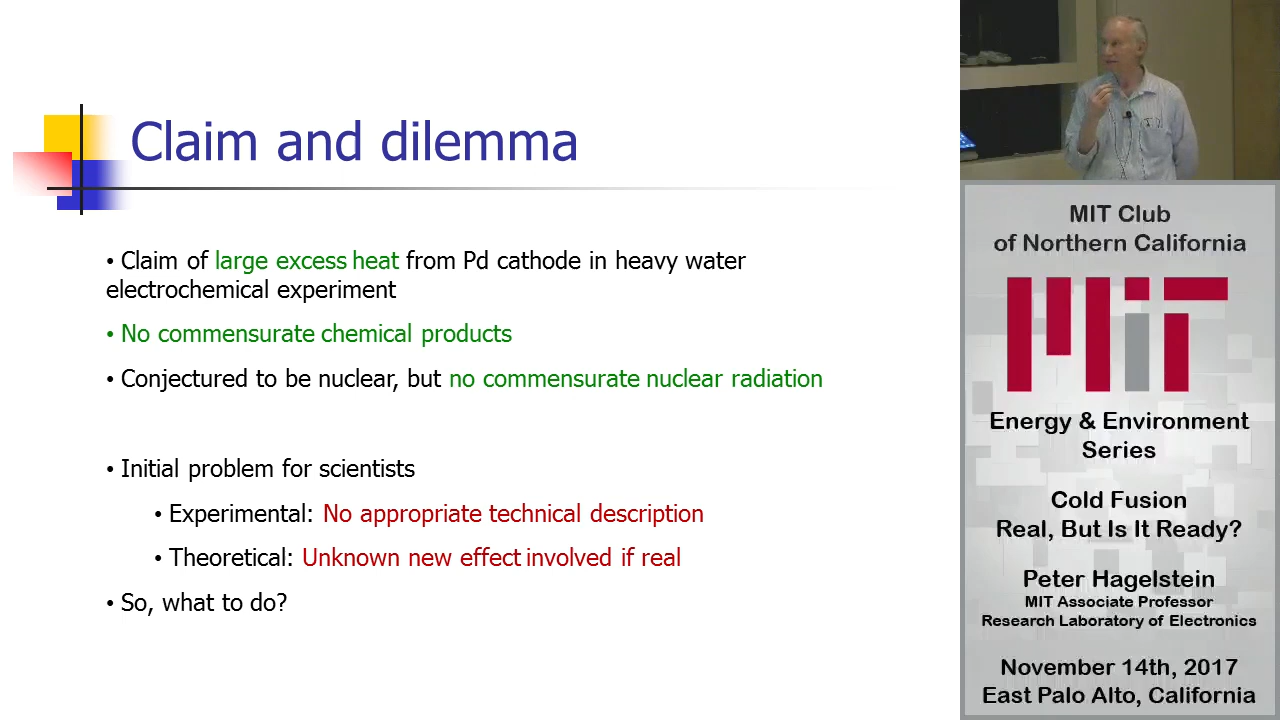 Claim and dilemma
• Claim of large excess heat from Pd cathode in heavy water
electrochemical experiment
• No commensurate chemical products
• Conjectured to be nuclear, but no commensurate nuclear radiation
• Initial problem for scientists
• Experimental: No appropriate technical description
• Theoretical: Unknown new effect involved if real
• So, what to do?
MIT Club
of Northern California
MIT
Energy & Environment
Series
Cold Fusion
Real, But Is It Ready?
Peter Hagelstein
MIT Associate Professor
Research Laboratory of Electronics
November 14th, 2017
East Palo Alto, California